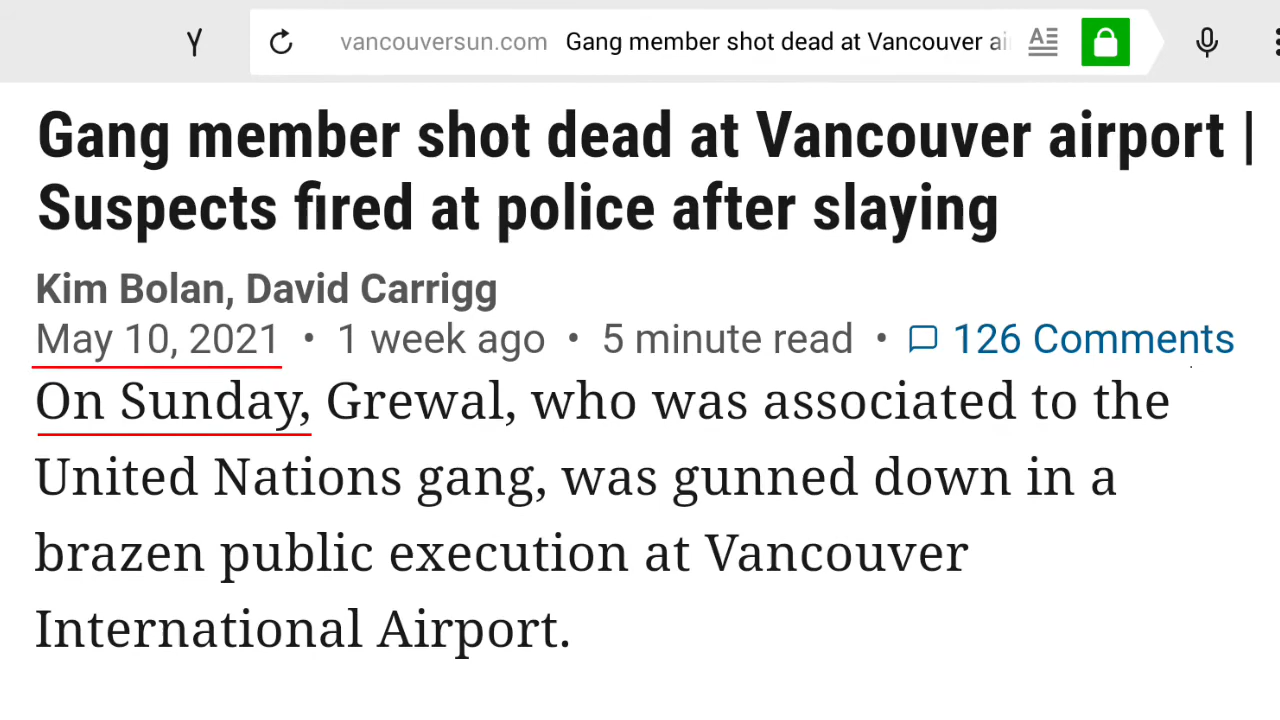 vancouversun.com Gang member shot dead at Vancouver ai
Gang member shot dead at Vancouver airport |
Suspects fired at police after slaying
Kim Bolan, David Carrigg
May 10, 2021 • 1 week ago • 5 minute read • 126 Comments
On Sunday, Grewal, who was associated to the
United Nations gang, was gunned down in a
brazen public execution at Vancouver
International Airport.